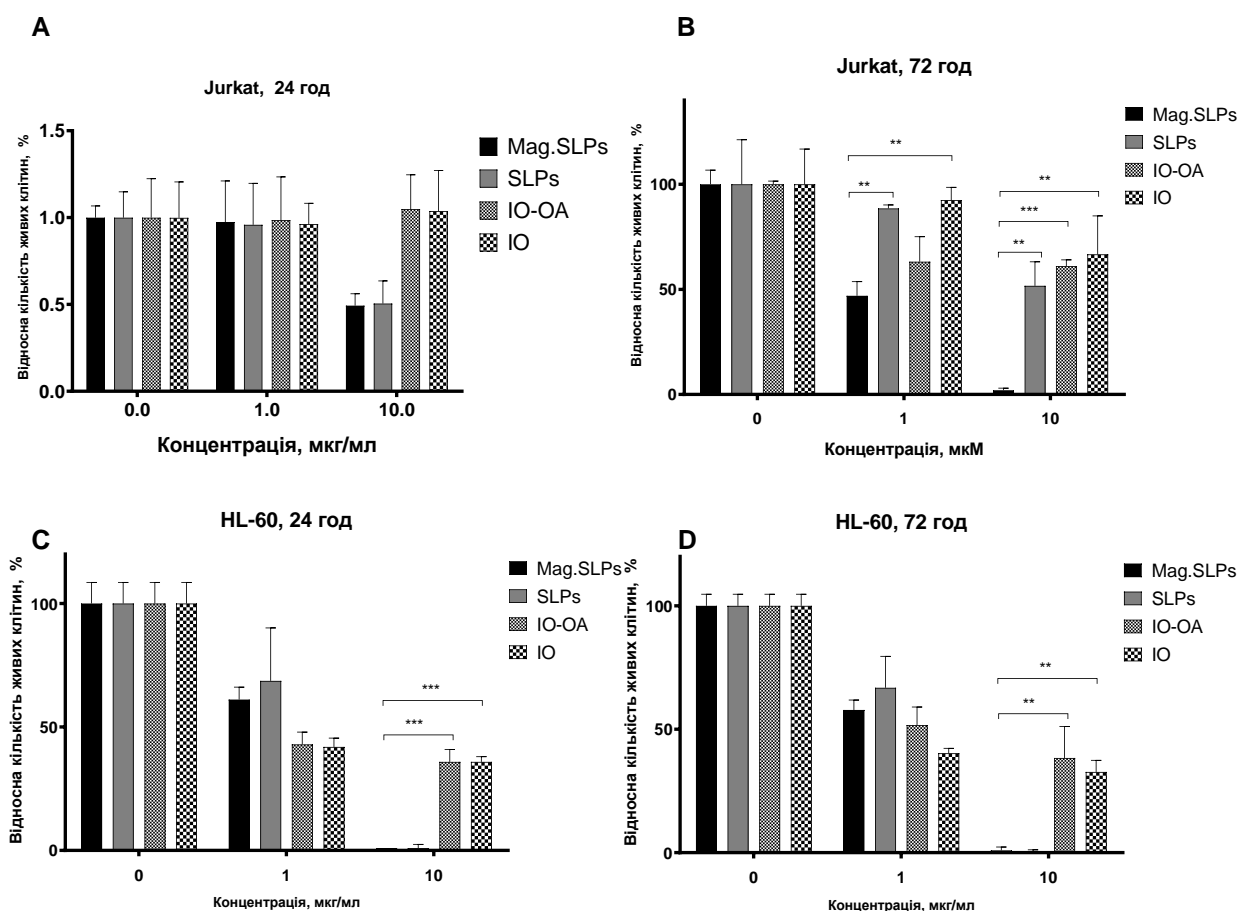 A
Jurkat, 24 год
Відносна кількість живих клітин, %
1.5
1.0
0.5
0.0
0.0 1.0 10.0
Концентрація, мкг/мл
Mag.SLPs
SLPs
IO-OA
IO
B
Jurkat, 72 год
Відносна кількість живих клітин, %
100
50
0
** **
** *** **
0 1 10
Концентрація, мкМ
Mag.SLPs
SLPs
IO-OA
IO
C
HL-60, 24 год
Відносна кількість живих клітин, %
100
50
0
***
***
0 1 10
Концентрація, мкг/мл
Mag.SLPs
SLPs
IO-OA
IO
D
HL-60, 72 год
Відносна кількість живих клітин, %
100
50
0
**
**
0 1 10
Концентрація, мкг/мл
Mag.SLPs
SLPs
IO-OA
IO